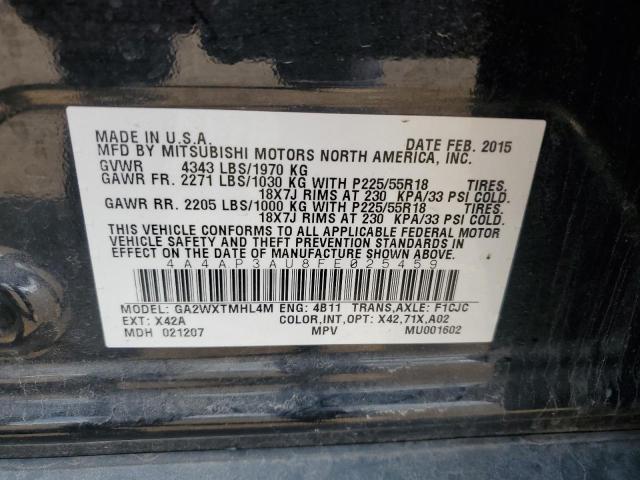 MADE IN U.S.A. DATE FEB. 2015
MFD BY MITSUBISHI MOTORS NORTH AMERICA, INC.
GVWR 4343 LBS/1970 KG
GAWR FR. 2271 LBS/1030 KG WITH P225/55R18 TIRES,
18X7J RIMS AT 230 KPA/33 PSI COLD.
GAWR RR. 2205 LBS/1000 KG WITH P225/55R18 TIRES,
18X7J RIMS AT 230 KPA/33 PSI COLD.
THIS VEHICLE CONFORMS TO ALL APPLICABLE FEDERAL MOTOR
VEHICLE SAFETY AND THEFT PREVENTION STANDARDS IN
EFFECT ON THE DATE OF MANUFACTURE SHOWN ABOVE.
4A4AP3AU8FE025459
MODEL: GA2WXTMHL4M ENG: 4B11 TRANS,AXLE: F1CJC
EXT: X42A COLOR,INT,OPT: X42,71X,A02
MDH 021207 MPV MU001602